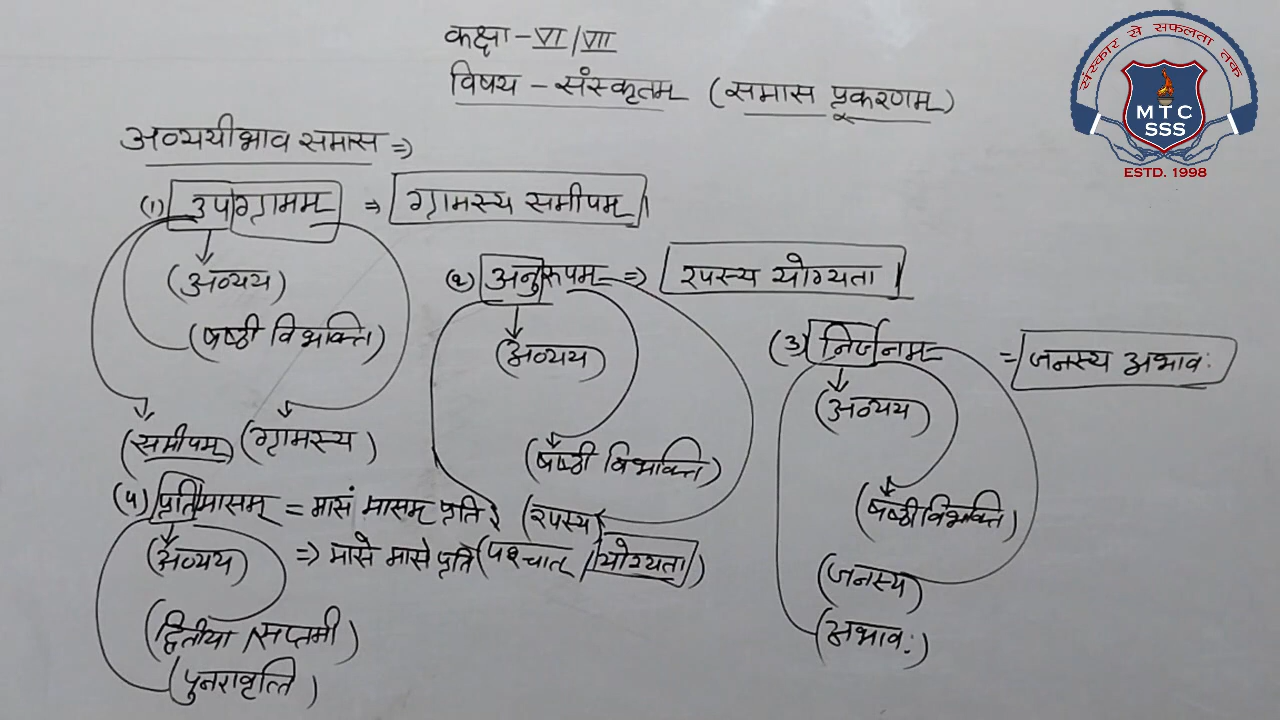 कक्षा - VI / VII
विषय - संस्कृतम् (समास प्रकरणम्)
अव्ययीभाव समास ⇒
(1) उपग्रामम् ⇒ ग्रामस्य समीपम्।
(अव्यय)
(षष्ठी विभक्ति)
(समीपम्) (ग्रामस्य)
(२) अनुरूपम् ⇒ रूपस्य योग्यता।
(अव्यय)
(षष्ठी विभक्ति)
(रूपस्य)
(पश्चात् / योग्यता)
(३) निर्जनम् = जनस्य अभावः
(अव्यय)
(षष्ठी विभक्ति)
(जनस्य)
(अभावः)
(५) प्रतिमासम् = मासं मासम् प्रति।
(अव्यय) ⇒ मासे मासे प्रति
(द्वितीया / सप्तमी)
(पुनरावृत्ति)
संस्कार से सफलता तक
MTC
SSS
ESTD. 1998